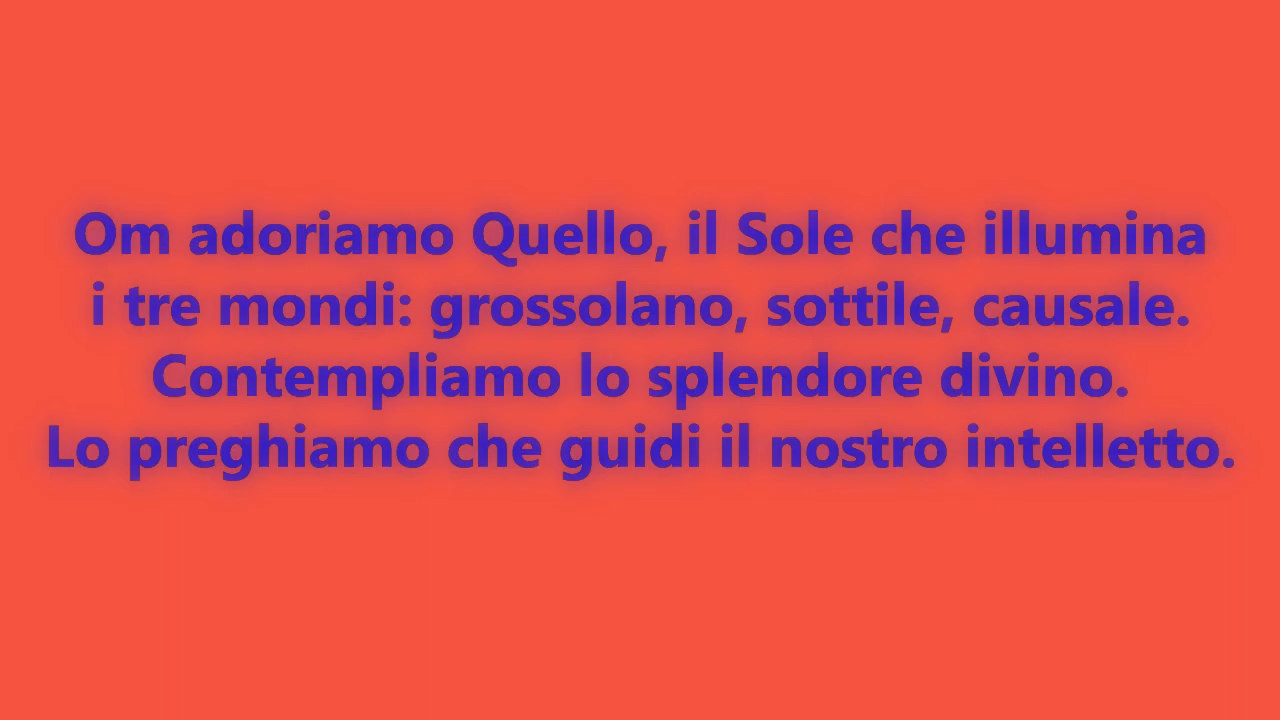 Om adoriamo Quello, il Sole che illumina
i tre mondi: grossolano, sottile, causale.
Contempliamo lo splendore divino.
Lo preghiamo che guidi il nostro intelletto.